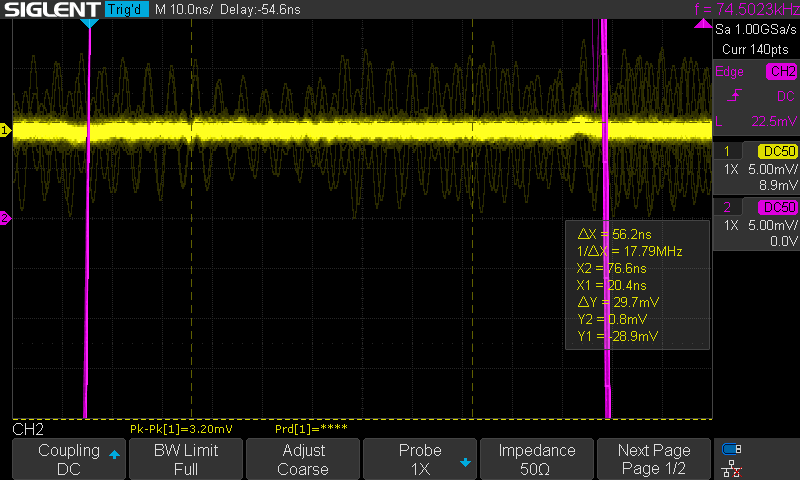 SIGLENT Trig'd M 10.0ns/ Delay:-54.6ns f = 74.5023kHz
Sa 1.00GSa/s
Curr 140pts
Edge CH2
DC
L 22.5mV
1 DC50
1X 5.00mV/
8.9mV
2 DC50
1X 5.00mV/
0.0V
1
2
△X = 56.2ns
1/△X = 17.79MHz
X2 = 76.6ns
X1 = 20.4ns
△Y = 29.7mV
Y2 = 0.8mV
Y1 = -28.9mV
CH2 Pk-Pk[1]=3.20mV Prd[1]=****
Coupling
DC
BW Limit
Full
Adjust
Coarse
Probe
1X
Impedance
50Ω
Next Page
Page 1/2